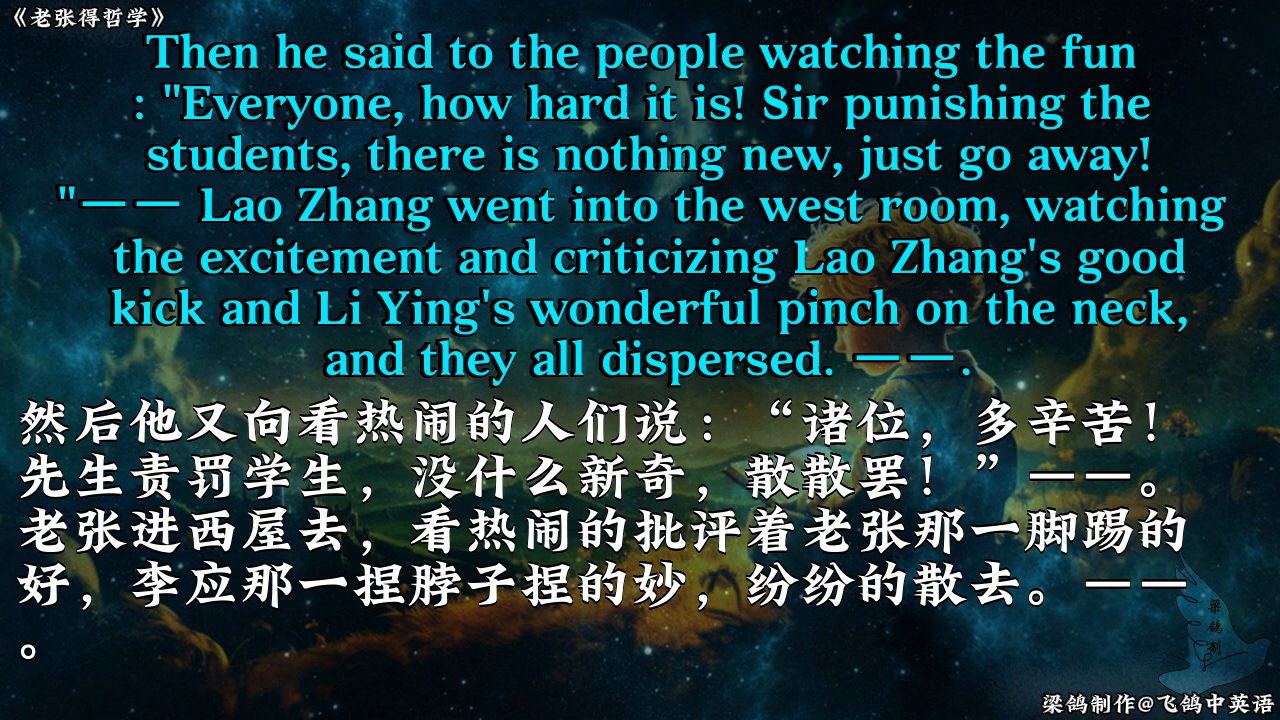 《老张得哲学》
Then he said to the people watching the fun
: "Everyone, how hard it is! Sir punishing the
students, there is nothing new, just go away!
"—— Lao Zhang went into the west room, watching
the excitement and criticizing Lao Zhang's good
kick and Li Ying's wonderful pinch on the neck,
and they all dispersed. ——.
然后他又向看热闹的人们说：“诸位，多辛苦！
先生责罚学生，没什么新奇，散散罢！”——。
老张进西屋去，看热闹的批评着老张那一脚踢的
好，李应那一捏脖子捏的妙，纷纷的散去。——
。
梁鸽制
梁鸽制作@飞鸽中英语